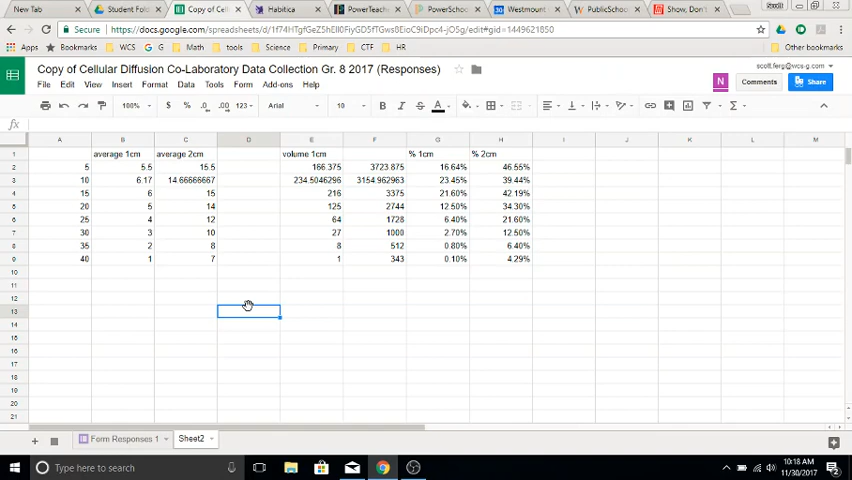 New Tab
Student Fold
Copy of Cell
Habitica
PowerTeach
PowerSchoo
Westmount
PublicSchoo
Show, Don't
Nobody
Secure https://docs.google.com/spreadsheets/d/1f74HTgfGeZ5hEll0FiyGD5fTGws8EioC9iDpc4-jOSg/edit#gid=1449621850
Apps Bookmarks WCS G Math tools Science Primary CTL HR Other bookmarks
Copy of Cellular Diffusion Co-Laboratory Data Collection Gr. 8 2017 (Responses)
scott.ferg@wcs-g.com
N Comments Share
File Edit View Insert Format Data Tools Form Add-ons Help
100% $ % .0 .00 123 Arial 10 B I S A Σ
fx
A B C D E F G H I J K L M
1 average 1cm average 2cm volume 1cm % 1cm % 2cm
2 5 5.5 15.5 166.375 3723.875 16.64% 46.55%
3 10 6.17 14.66666667 234.5046296 3154.962963 23.45% 39.44%
4 15 6 15 216 3375 21.60% 42.19%
5 20 5 14 125 2744 12.50% 34.30%
6 25 4 12 64 1728 6.40% 21.60%
7 30 3 10 27 1000 2.70% 12.50%
8 35 2 8 8 512 0.80% 6.40%
9 40 1 7 1 343 0.10% 4.29%
10
11
12
13
14
15
16
17
18
19
20
21
Form Responses 1 Sheet2
Type here to search
10:18 AM
11/30/2017
2